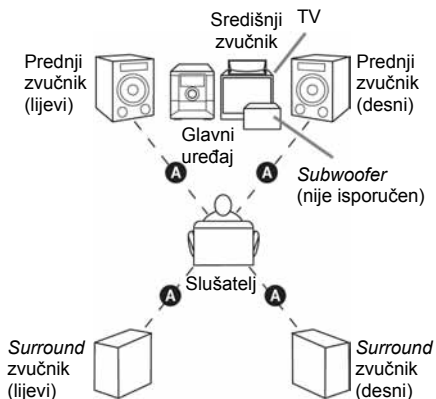 Središnji
zvučnik
TV
Prednji
zvučnik
(lijevi)
Prednji
zvučnik
(desni)
Glavni
uređaj
Subwoofer
(nije isporučen)
A
A
Slušatelj
A
A
Surround
zvučnik
(lijevi)
Surround
zvučnik
(desni)